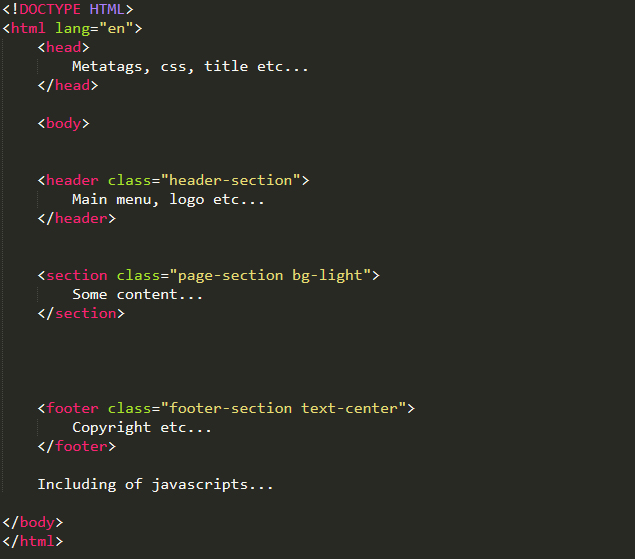 <!DOCTYPE HTML>
<html lang="en">
<head>
Metatags, css, title etc...
</head>
<body>
<header class="header-section">
Main menu, logo etc...
</header>
<section class="page-section bg-light">
Some content...
</section>
<footer class="footer-section text-center">
Copyright etc...
</footer>
Including of javascripts...
</body>
</html>